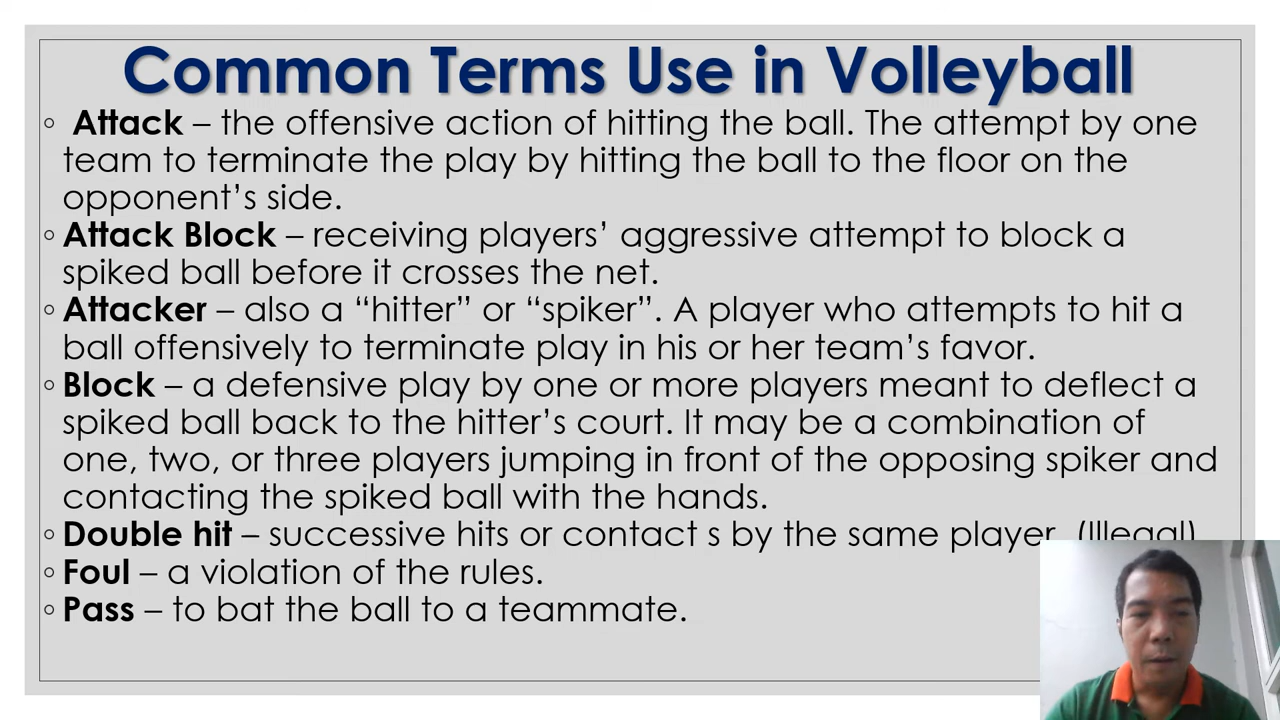 Common Terms Use in Volleyball
◦ Attack – the offensive action of hitting the ball. The attempt by one
team to terminate the play by hitting the ball to the floor on the
opponent’s side.
◦ Attack Block – receiving players’ aggressive attempt to block a
spiked ball before it crosses the net.
◦ Attacker – also a “hitter” or “spiker”. A player who attempts to hit a
ball offensively to terminate play in his or her team’s favor.
◦ Block – a defensive play by one or more players meant to deflect a
spiked ball back to the hitter’s court. It may be a combination of
one, two, or three players jumping in front of the opposing spiker and
contacting the spiked ball with the hands.
◦ Double hit – successive hits or contact s by the same player. (Illegal)
◦ Foul – a violation of the rules.
◦ Pass – to bat the ball to a teammate.